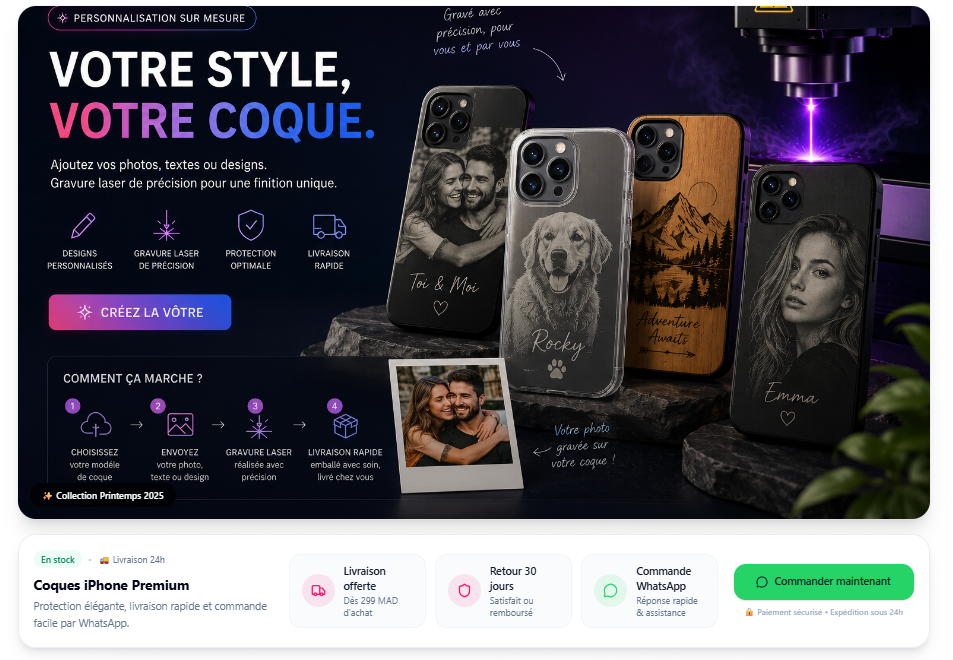 PERSONNALISATION SUR MESURE
VOTRE STYLE,
VOTRE COQUE.
Ajoutez vos photos, textes ou designs.
Gravure laser de précision pour une finition unique.
DESIGNS
PERSONNALISÉS
GRAVURE LASER
DE PRÉCISION
PROTECTION
OPTIMALE
LIVRAISON
RAPIDE
CRÉEZ LA VÔTRE
Gravé avec
précision, pour
vous et par vous
Toi & Moi
Rocky
Adventure
Awaits
Emma
COMMENT ÇA MARCHE ?
1
CHOISISSEZ
votre modèle
de coque
2
ENVOYEZ
votre photo,
texte ou design
3
GRAVURE LASER
réalisée avec
précision
4
LIVRAISON RAPIDE
emballé avec soin,
livré chez vous
Votre photo
gravée sur
votre coque !
✨ Collection Printemps 2025
En stock - 🚚 Livraison 24h
Coques iPhone Premium
Protection élégante, livraison rapide et commande
facile par WhatsApp.
Livraison
offerte
Dès 299 MAD
d'achat
Retour 30
jours
Satisfait ou
remboursé
Commande
WhatsApp
Réponse rapide
& assistance
Commander maintenant
🔒 Paiement sécurisé • Expédition sous 24h